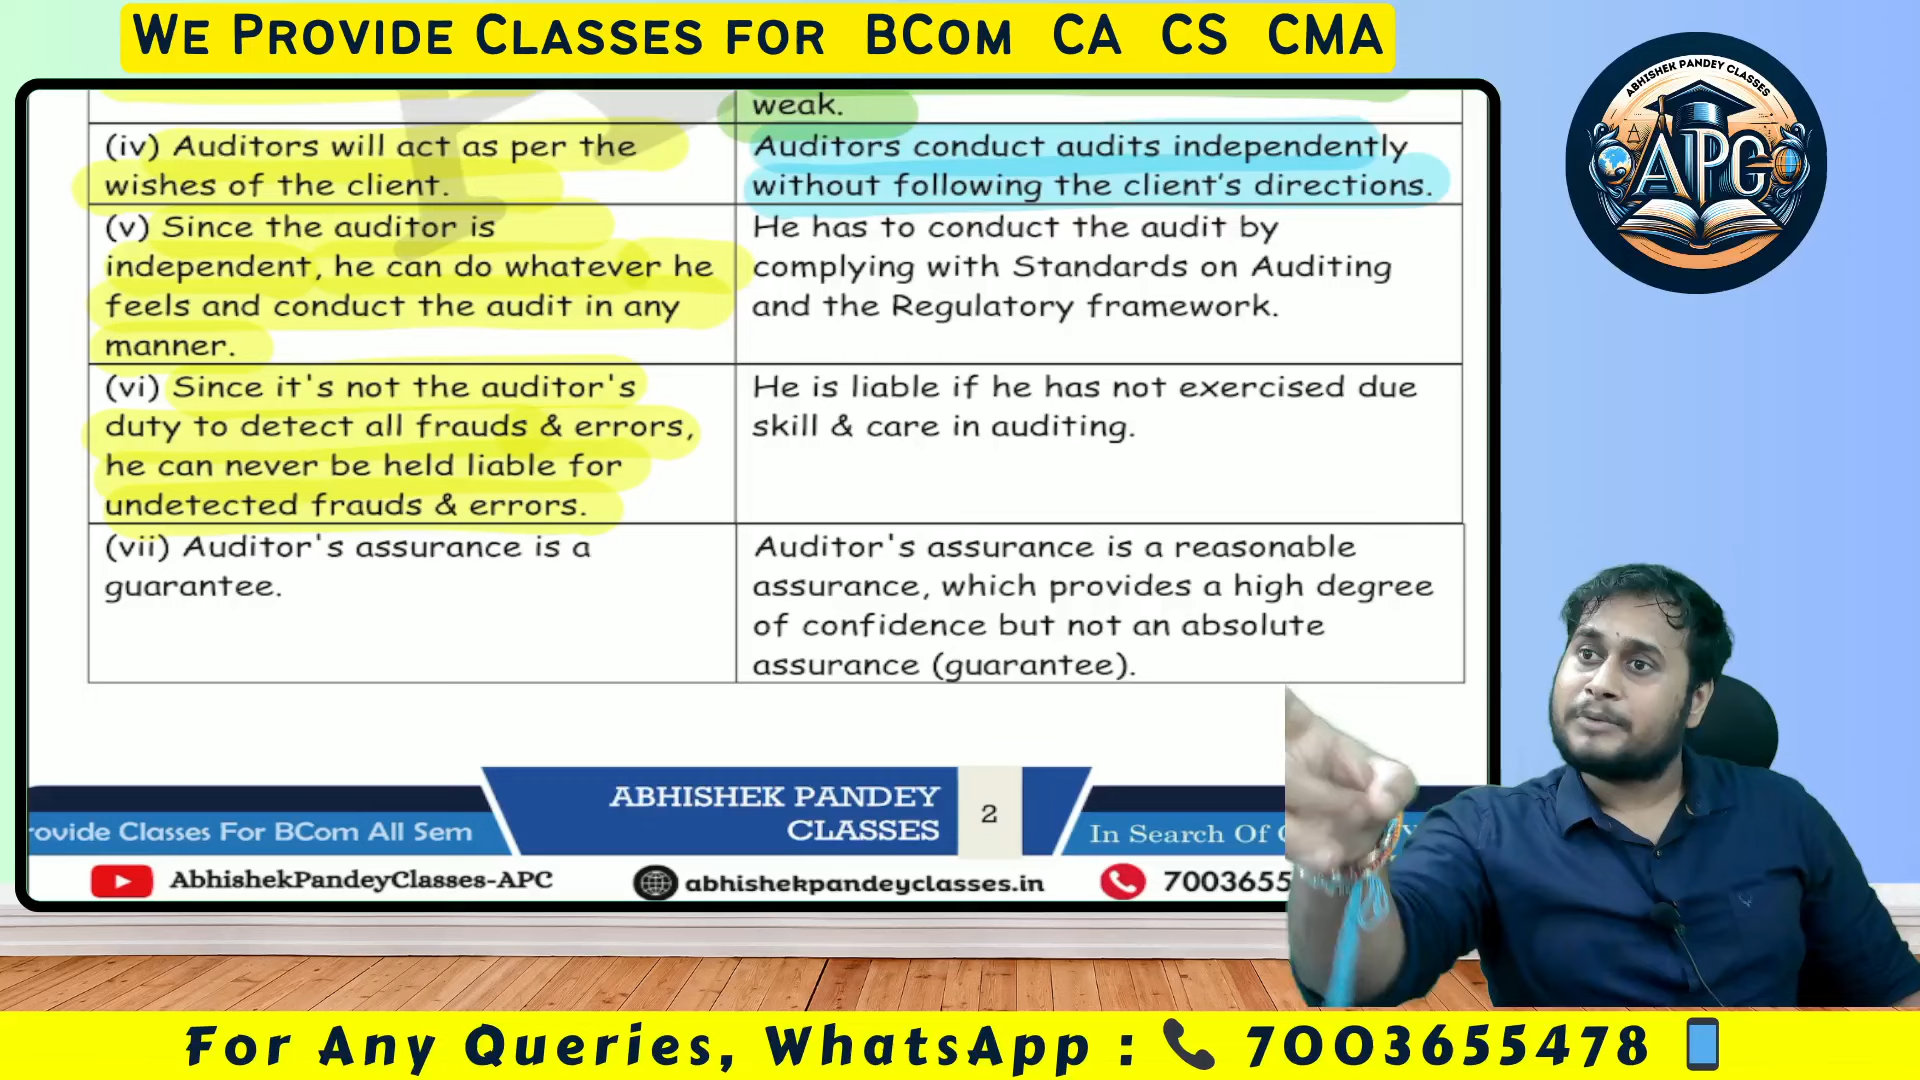 WE PROVIDE CLASSES FOR BCOM CA CS CMA
ABHISHEK PANDEY CLASSES
APC
weak.
(iv) Auditors will act as per the
wishes of the client.
Auditors conduct audits independently
without following the client's directions.
(v) Since the auditor is
independent, he can do whatever he
feels and conduct the audit in any
manner.
He has to conduct the audit by
complying with Standards on Auditing
and the Regulatory framework.
(vi) Since it's not the auditor's
duty to detect all frauds & errors,
he can never be held liable for
undetected frauds & errors.
He is liable if he has not exercised due
skill & care in auditing.
(vii) Auditor's assurance is a
guarantee.
Auditor's assurance is a reasonable
assurance, which provides a high degree
of confidence but not an absolute
assurance (guarantee).
ABHISHEK PANDEY
CLASSES
2
rovide Classes For BCom All Sem
In Search Of
AbhishekPandeyClasses-APC
abhishekpandeyclasses.in
7003655
For Any Queries, WhatsApp : 7003655478